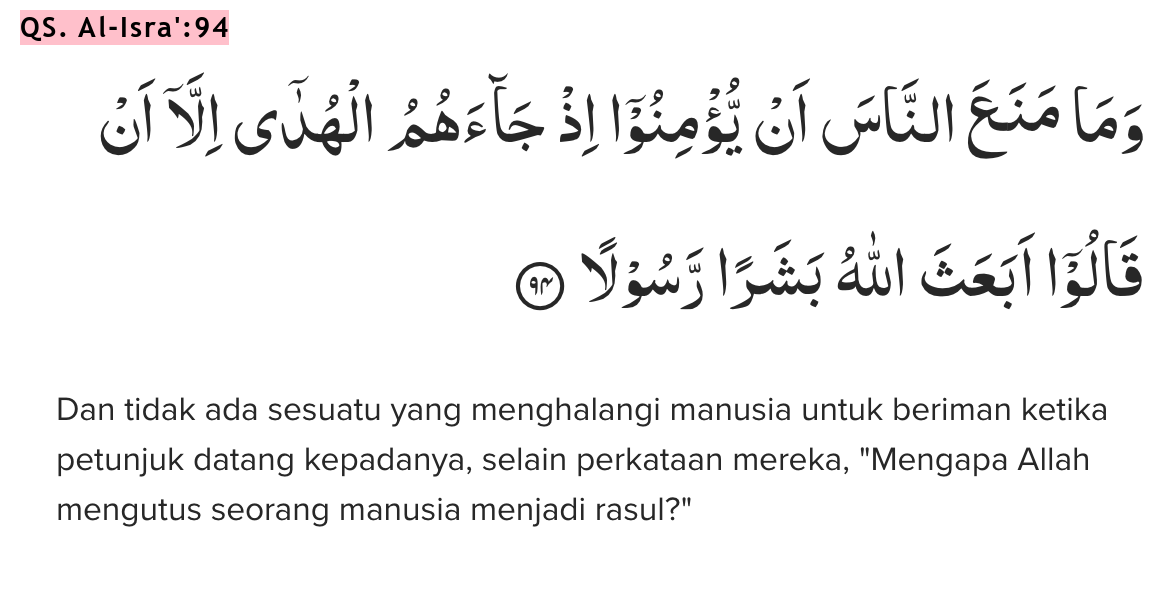 QS. Al-Isra':94
وَمَا مَنَعَ النَّاسَ اَنْ يُّؤْمِنُوْٓا اِذْ جَاۤءَهُمُ الْهُدٰٓى اِلَّآ اَنْ
قَالُوْٓا اَبَعَثَ اللّٰهُ بَشَرًا رَّسُوْلًا ٩٤
Dan tidak ada sesuatu yang menghalangi manusia untuk beriman ketika
petunjuk datang kepadanya, selain perkataan mereka, "Mengapa Allah
mengutus seorang manusia menjadi rasul?"